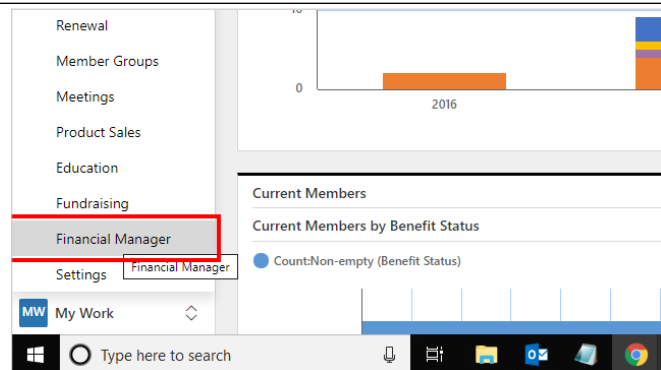 Renewal
Member Groups
Meetings
Product Sales
Education
Fundraising
Financial Manager
Settings
Financial Manager
MW My Work
0
2016
Current Members
Current Members by Benefit Status
Count:Non-empty (Benefit Status)
Type here to search